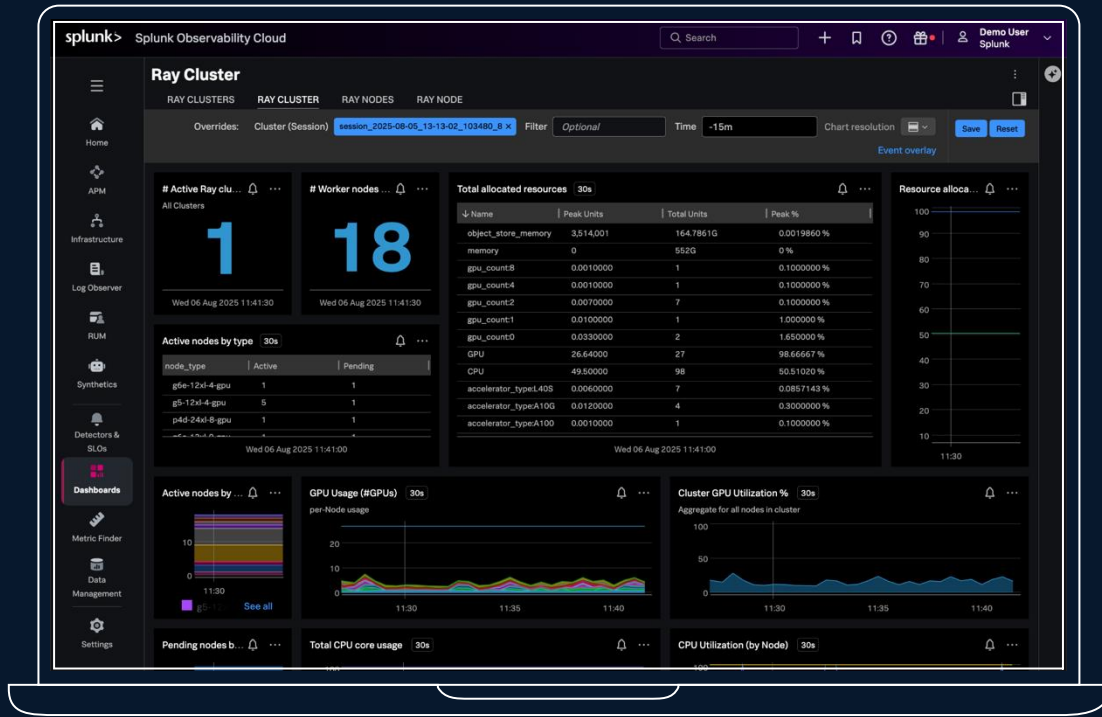 splunk> Splunk Observability Cloud
Search
Demo User
Splunk
Ray Cluster
RAY CLUSTERS RAY CLUSTER RAY NODES RAY NODE
Overrides: Cluster (Session) session_2025-08-05_13-13-02_103480_8 × Filter Optional Time -15m Chart resolution Save Reset
Event overlay
Home
APM
Infrastructure
Log Observer
RUM
Synthetics
Detectors &
SLOs
Dashboards
Metric Finder
Data
Management
Settings
# Active Ray clu... ...
All Clusters
1
Wed 06 Aug 2025 11:41:30
# Worker nodes ... ...
18
Wed 06 Aug 2025 11:41:30
Total allocated resources 30s ...
↓ Name Peak Units Total Units Peak %
object_store_memory 3,514,001 164.7861G 0.0019860 %
memory 0 552G 0 %
gpu_count:8 0.0010000 1 0.1000000 %
gpu_count:4 0.0010000 1 0.1000000 %
gpu_count:2 0.0070000 7 0.1000000 %
gpu_count:1 0.0100000 1 1.000000 %
gpu_count:0 0.0330000 2 1.650000 %
GPU 26.64000 27 98.66667 %
CPU 49.50000 98 50.51020 %
accelerator_type:L40S 0.0060000 7 0.0857143 %
accelerator_type:A10G 0.0120000 4 0.3000000 %
accelerator_type:A100 0.0010000 1 0.1000000 %
Wed 06 Aug 2025 11:41:00
Resource alloca... ...
100
90
80
70
60
50
40
30
20
10
11:30
Active nodes by type 30s ...
node_type Active Pending
g6e-12xl-4-gpu 1 1
g5-12xl-4-gpu 5 1
p4d-24xl-8-gpu 1 1
Wed 06 Aug 2025 11:41:00
Active nodes by ... ...
10
0
11:30
See all
GPU Usage (#GPUs) 30s ...
per-Node usage
20
10
0
11:30 11:35 11:40
Cluster GPU Utilization % 30s ...
Aggregate for all nodes in cluster
100
50
0
11:30 11:35 11:40
Pending nodes b... ...
Total CPU core usage 30s ...
CPU Utilization (by Node) 30s ...